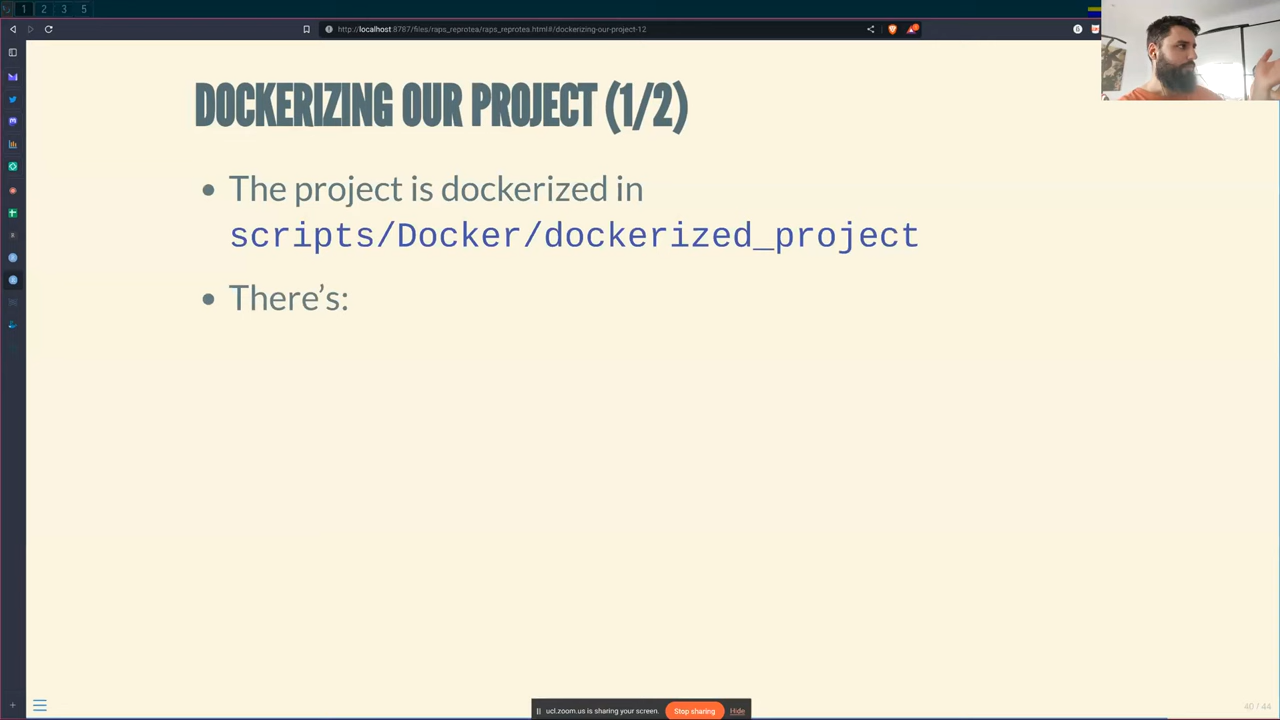 1 2 3 5
http://localhost:8787/files/raps_reprotea/raps_reprotea.html#/dockerizing-our-project-12
DOCKERIZING OUR PROJECT (1/2)
• The project is dockerized in
scripts/Docker/dockerized_project
• There’s:
ucl.zoom.us is sharing your screen. Stop sharing Hide
40 / 44